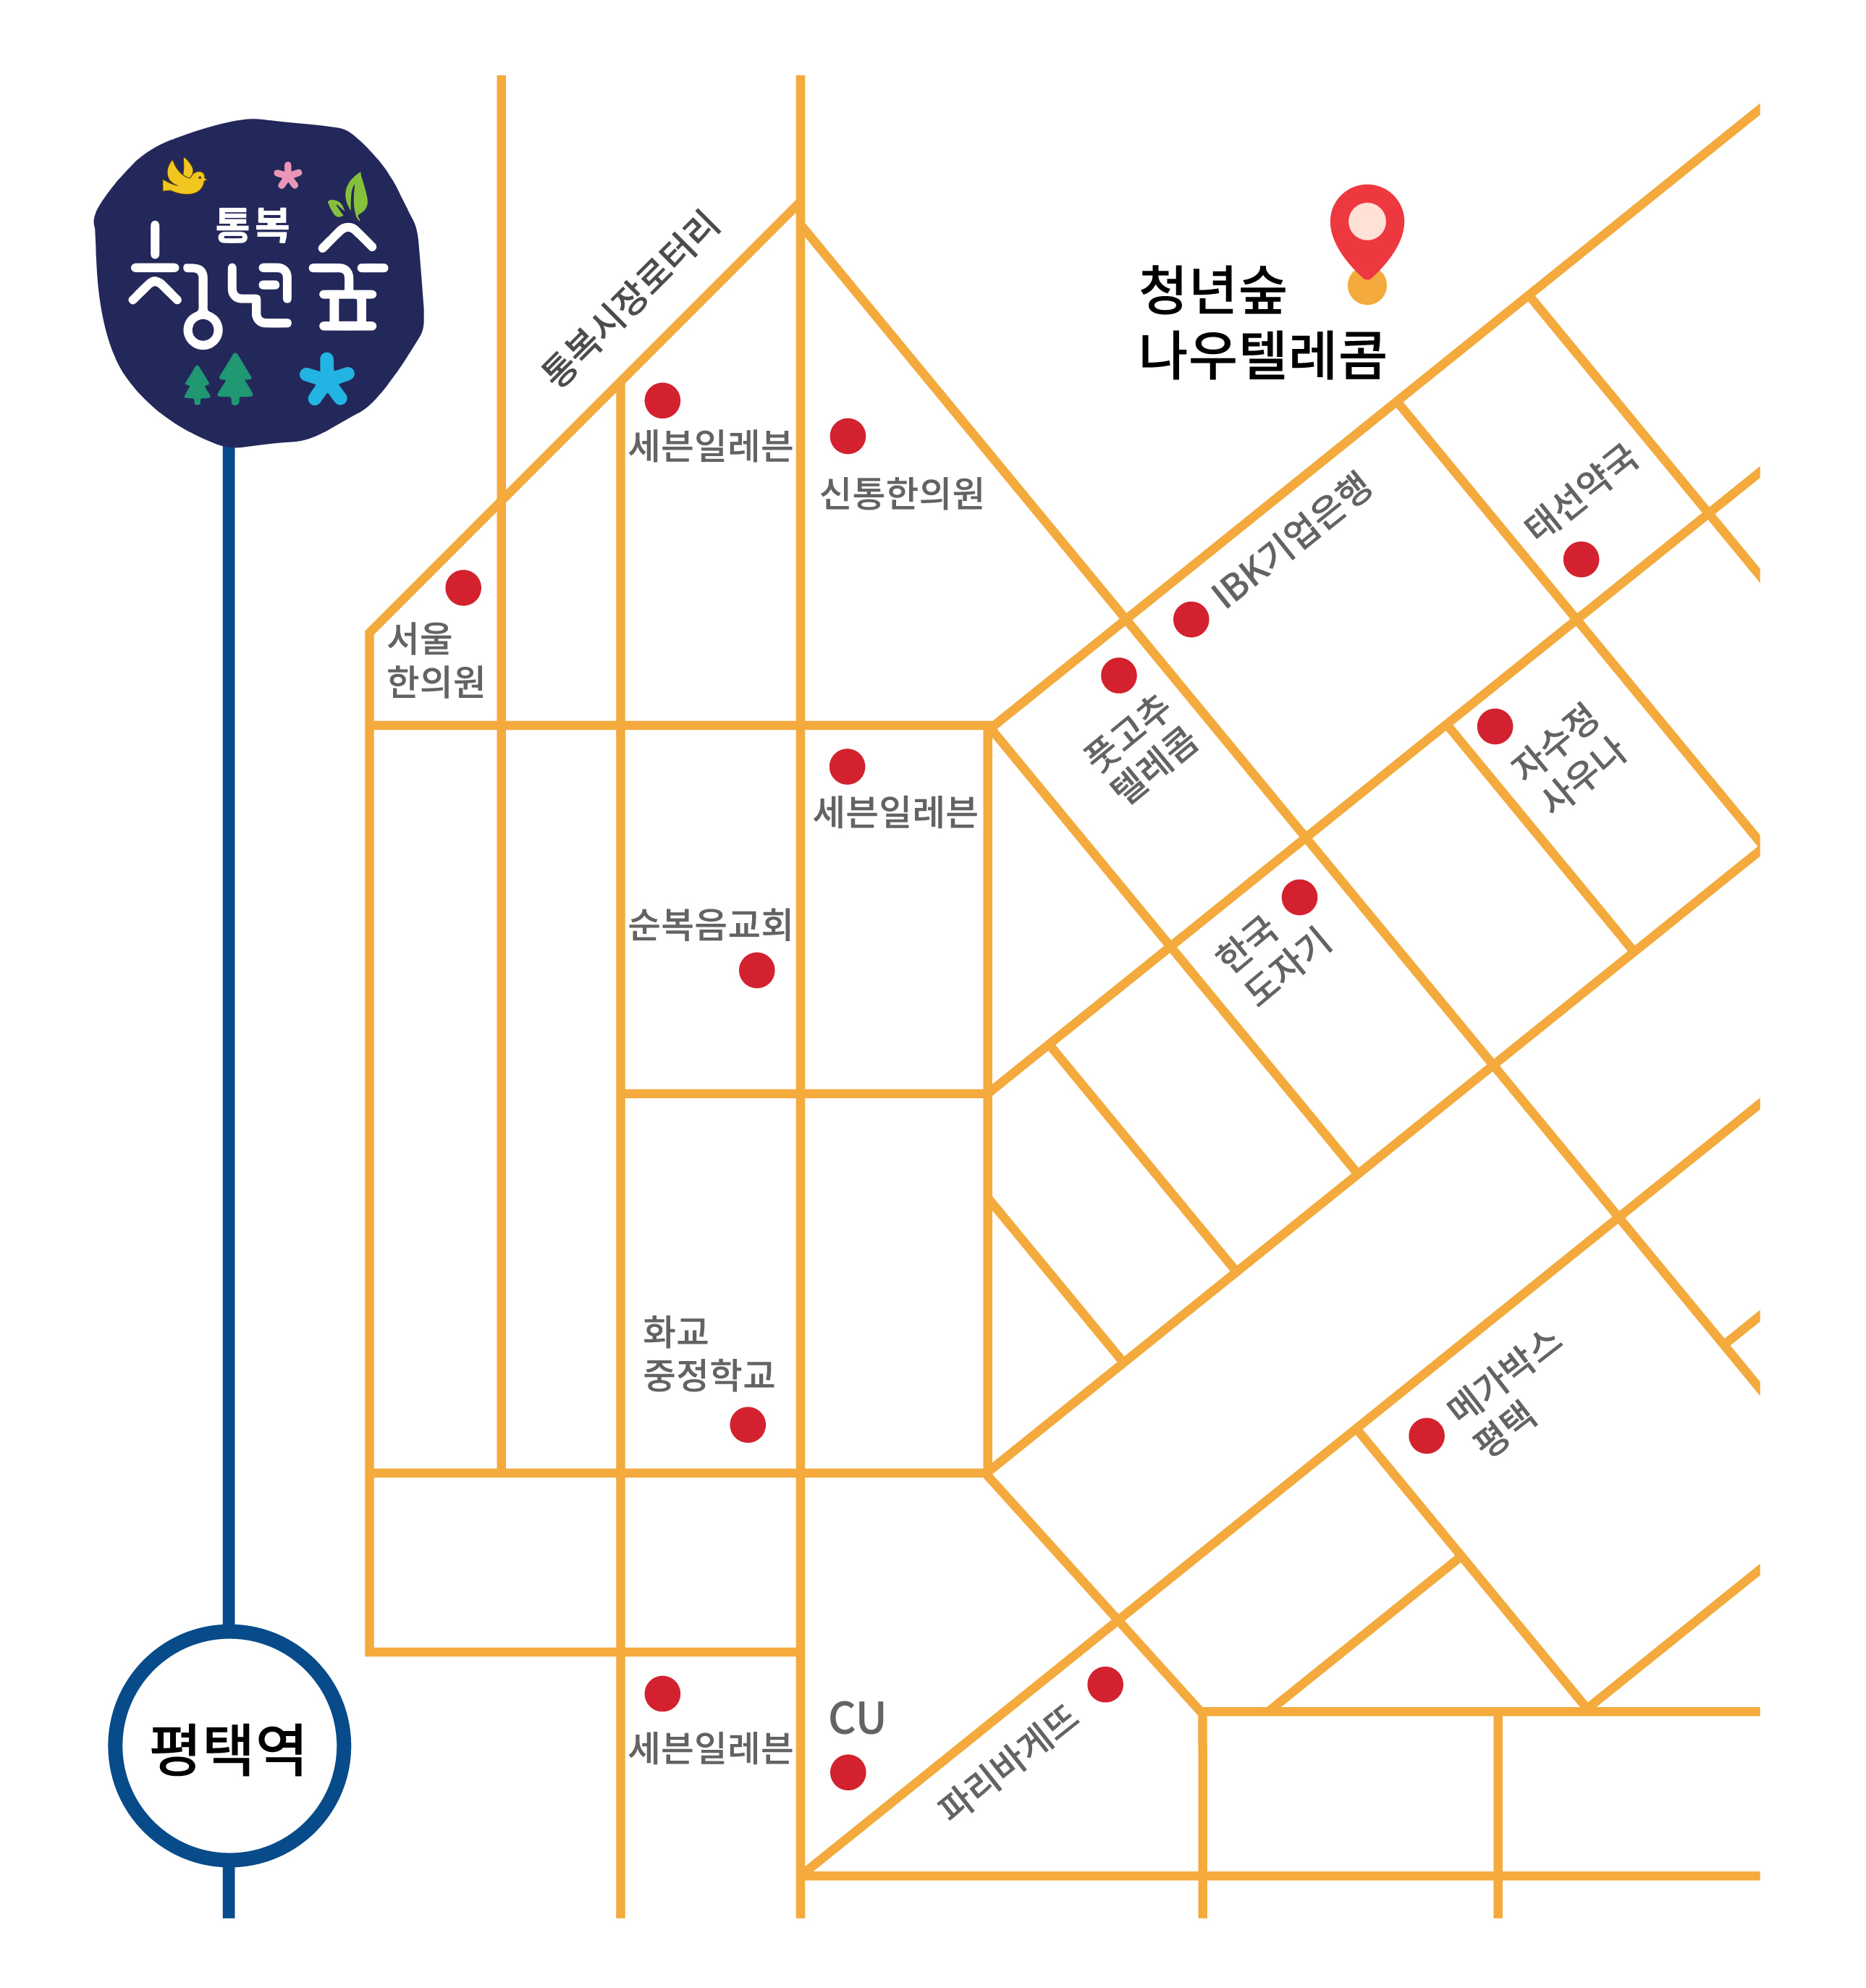 통복
청년숲
통복시장로터리
청년숲
나우텔레콤
세븐일레븐
신통한의원
IBK기업은행
태선약국
서울
한의원
풋고추
텔레콤
자수정
사우나
세븐일레븐
순복음교회
한국
도자기
화교
중정학교
메가박스
평택
세븐일레븐
CU
파리바게뜨
평택역